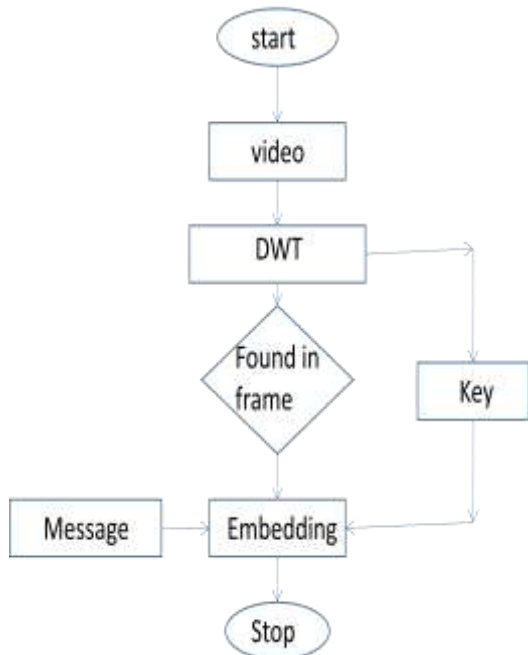 start
video
DWT
Found in
frame
Key
Message
Embedding
Stop